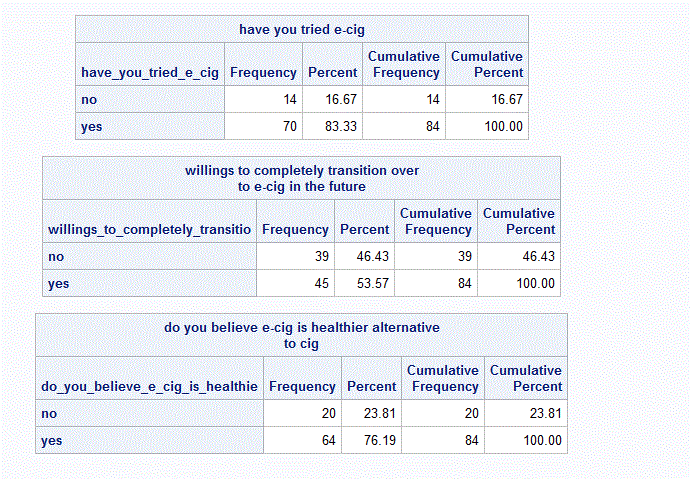 have you tried e-cig
Cumulative Cumulative
have_you_tried_e_cig Frequency Percent Frequency Percent
no 14 16.67 14 16.67
yes 70 83.33 84 100.00
willings to completely transition over
to e-cig in the future
Cumulative Cumulative
willings_to_completely_transitio Frequency Percent Frequency Percent
no 39 46.43 39 46.43
yes 45 53.57 84 100.00
do you believe e-cig is healthier alternative
to cig
Cumulative Cumulative
do_you_believe_e_cig_is_healthie Frequency Percent Frequency Percent
no 20 23.81 20 23.81
yes 64 76.19 84 100.00